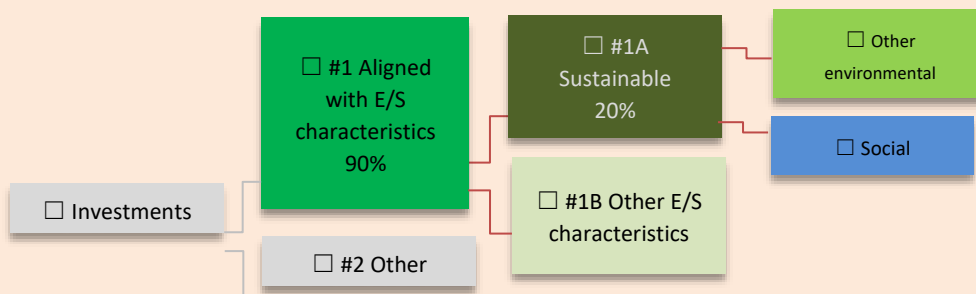 ☐ Investments
☐ #1 Aligned
with E/S
characteristics
90%
☐ #2 Other
☐ #1A
Sustainable
20%
☐ #1B Other E/S
characteristics
☐ Other
environmental
☐ Social